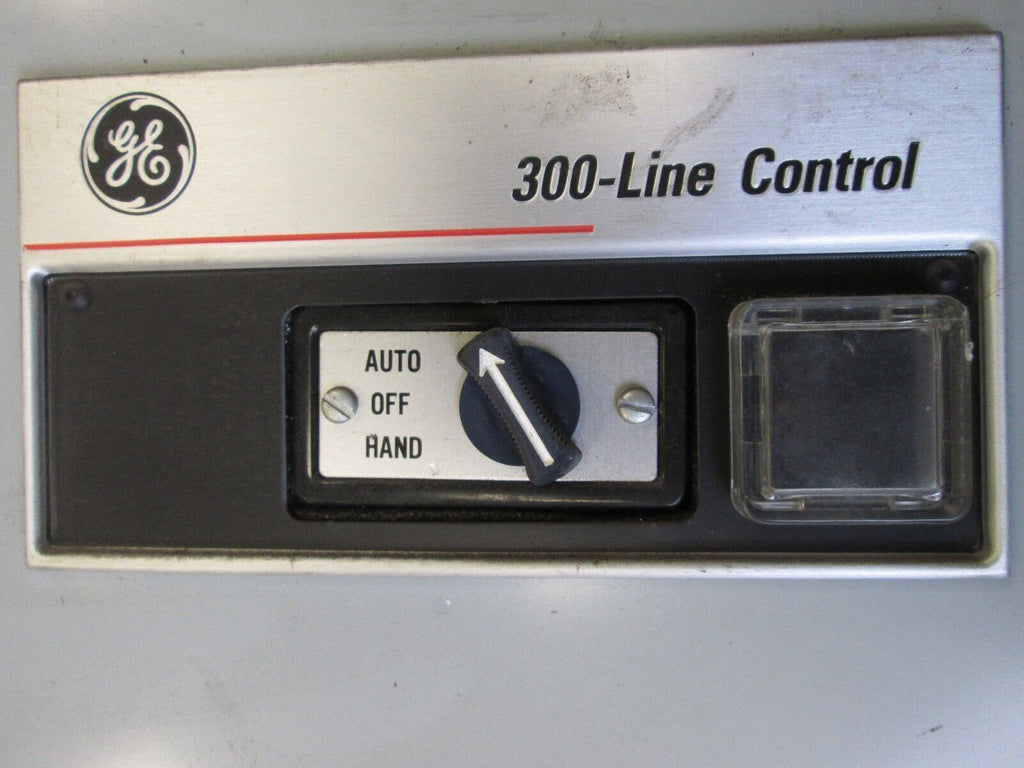 GE
300-Line Control
AUTO
OFF
HAND